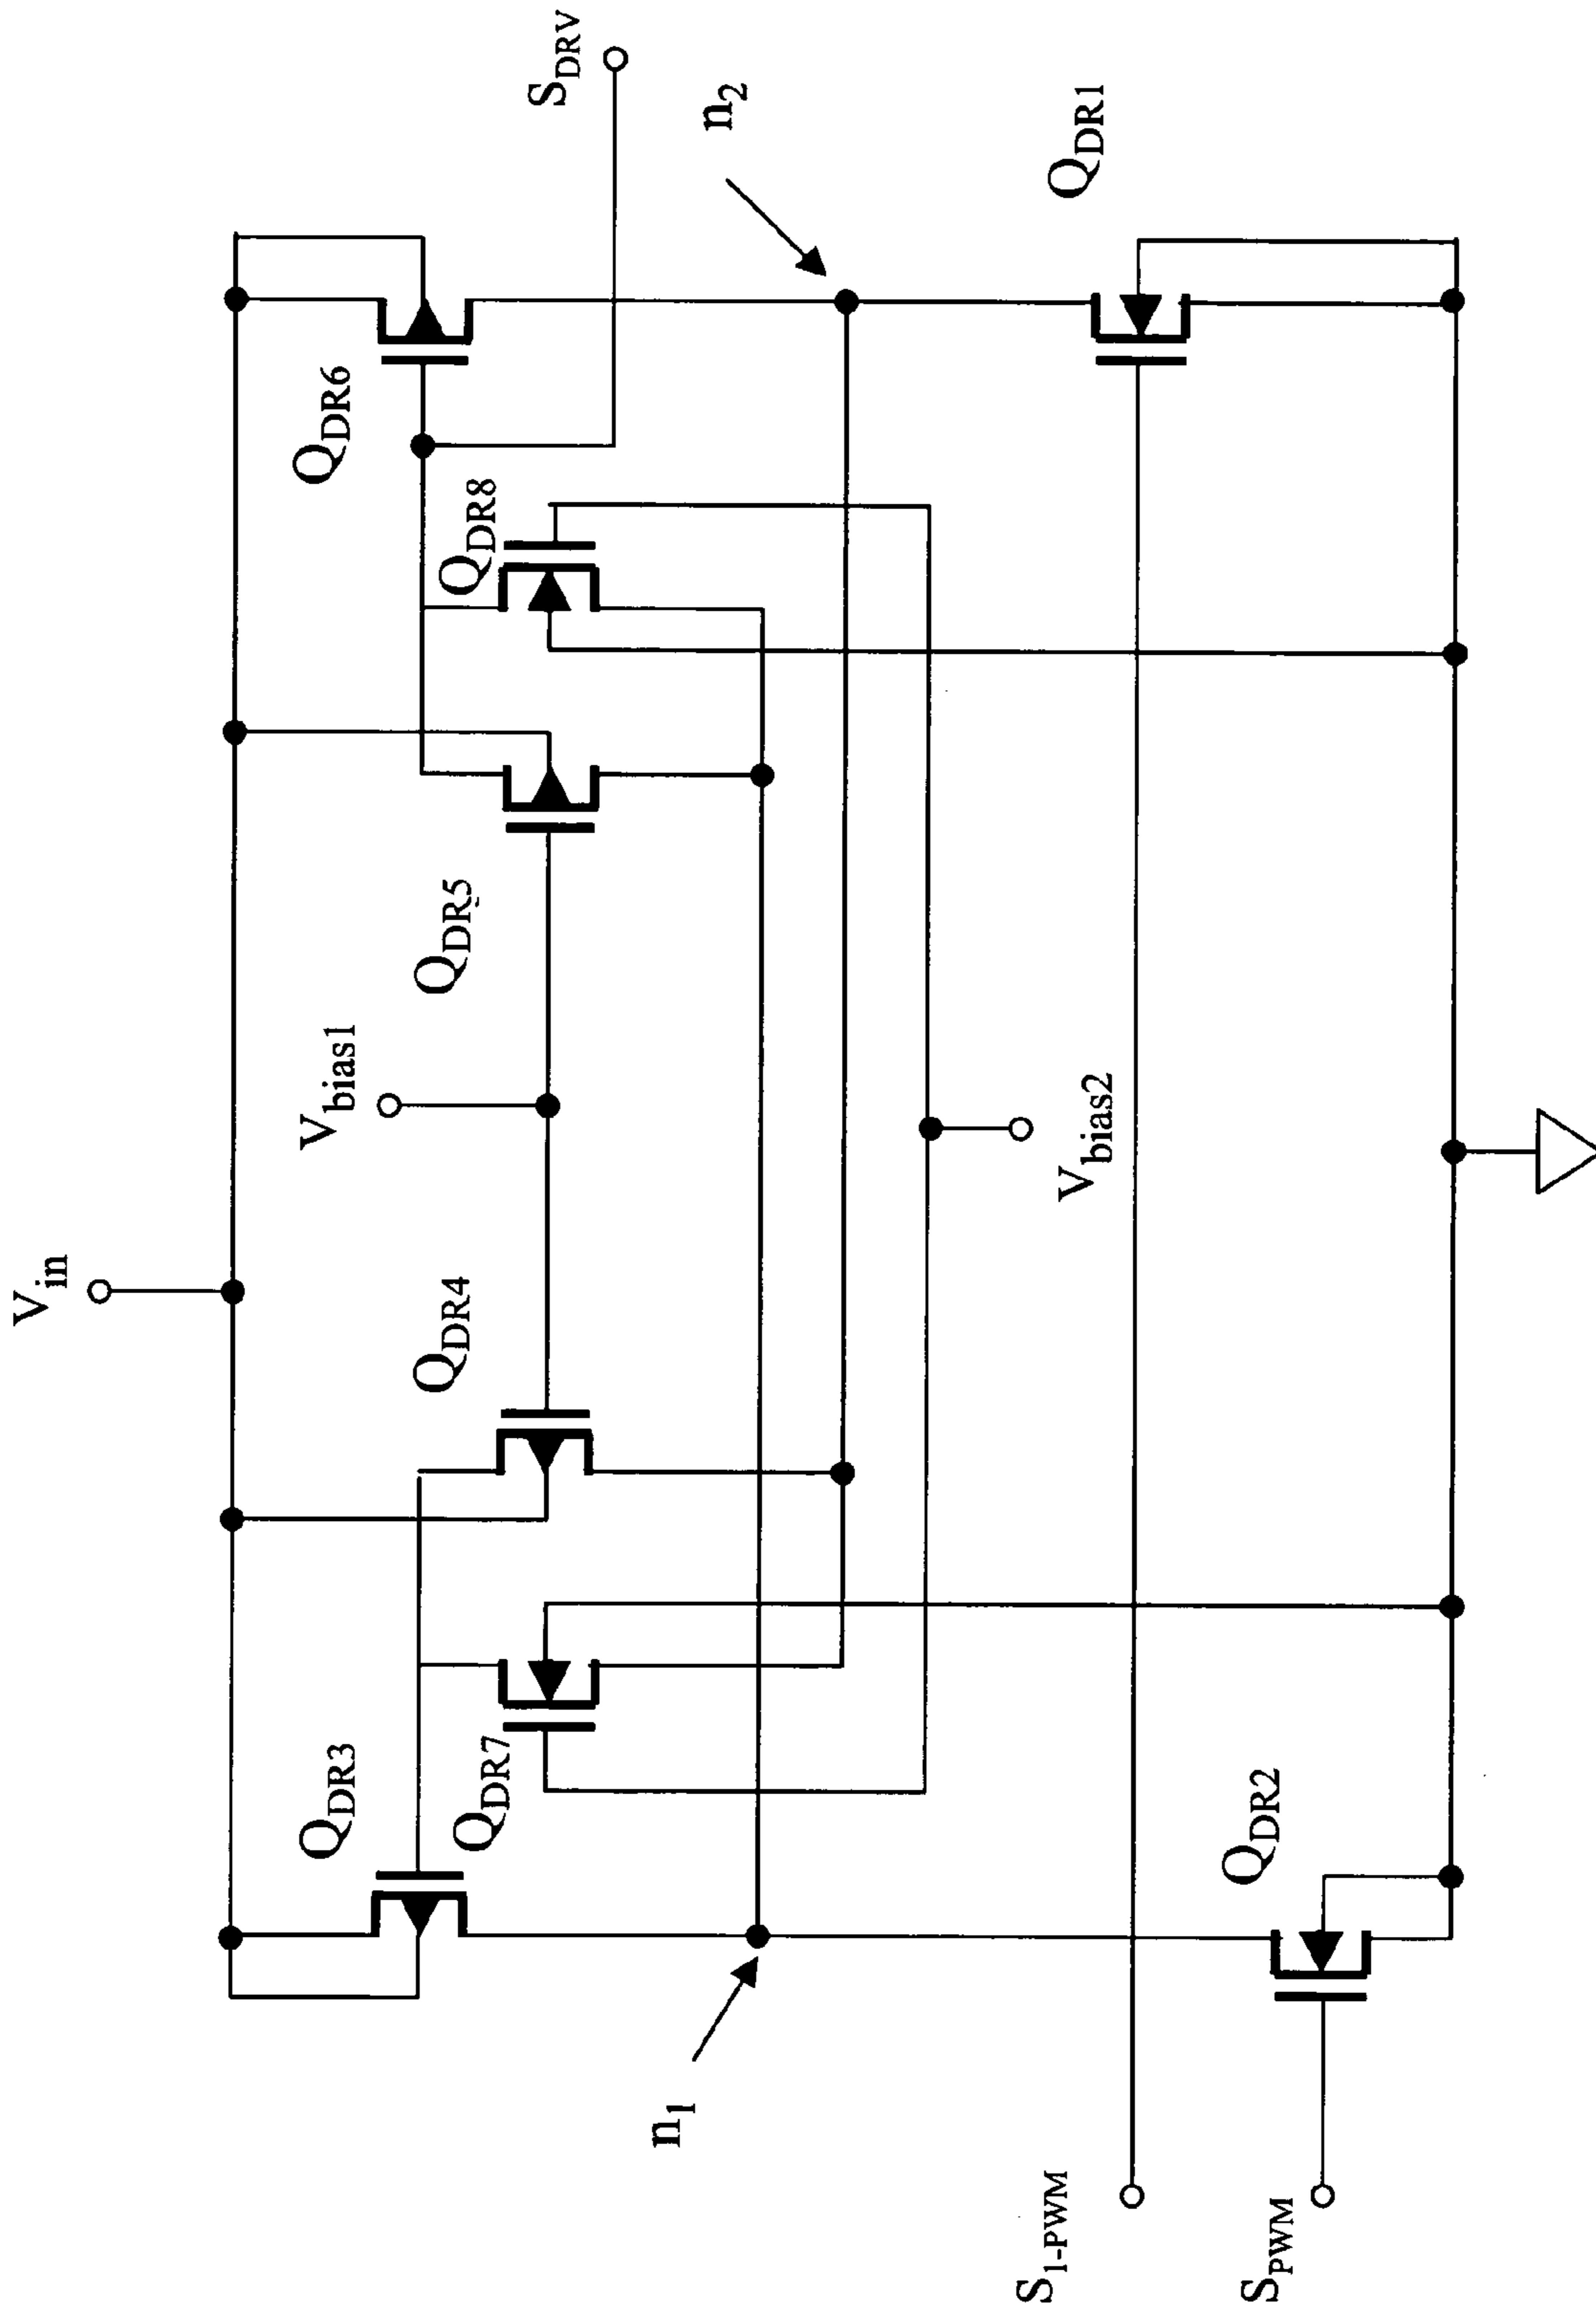 V_in
V_bias1
S_DRV
Q_DR3
Q_DR4
Q_DR5
Q_DR6
Q_DR7
Q_DR8
n_1
n_2
V_bias2
S_1-PWM
Q_DR1
S_PWM
Q_DR2